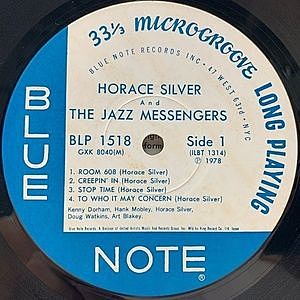 33 1/3 MICROGROOVE LONG PLAYING
BLUE NOTE RECORDS INC • 47 WEST 63rd • NYC
HORACE SILVER
And
THE JAZZ MESSENGERS
BLP 1518
Side 1
GXK 8040(M)
(LBT 1314)
℗ 1978
1. ROOM 608 (Horace Silver)
2. CREEPIN' IN (Horace Silver)
3. STOP TIME (Horace Silver)
4. TO WHO IT MAY CONCERN (Horace Silver)
Kenny Dorham, Hank Mobley, Horace Silver,
Doug Watkins, Art Blakey.
BLUE
NOTE
®